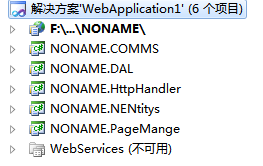 解决方案'WebApplication1' (6 个项目)
F:\...\NONAME\
NONAME.COMMS
NONAME.DAL
NONAME.HttpHandler
NONAME.NENtitys
NONAME.PageMange
WebServices (不可用)